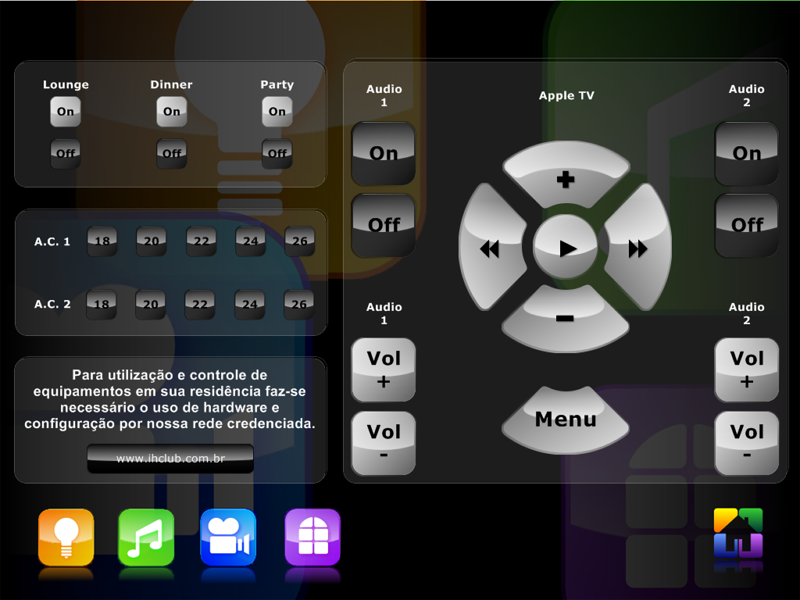 Lounge Dinner Party
On On On
Off Off Off
A.C. 1 18 20 22 24 26
A.C. 2 18 20 22 24 26
Para utilização e controle de
equipamentos em sua residência faz-se
necessário o uso de hardware e
configuração por nossa rede credenciada.
www.ihclub.com.br
Audio
1
On
Off
Audio
1
Vol
+
Vol
-
Apple TV
+
-
Menu
Audio
2
On
Off
Audio
2
Vol
+
Vol
-